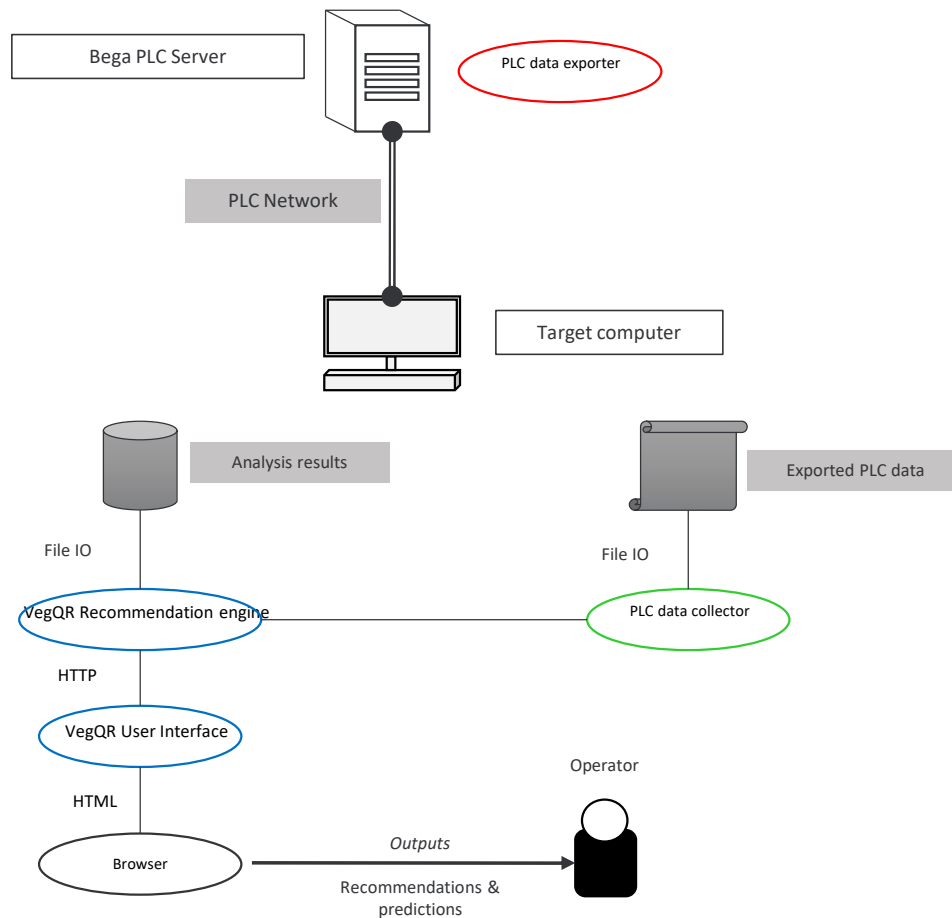 Bega PLC Server
PLC data exporter
PLC Network
Target computer
Analysis results
Exported PLC data
File IO
File IO
VegQR Recommendation engine
PLC data collector
HTTP
VegQR User Interface
Operator
HTML
Outputs
Browser
Recommendations &
predictions